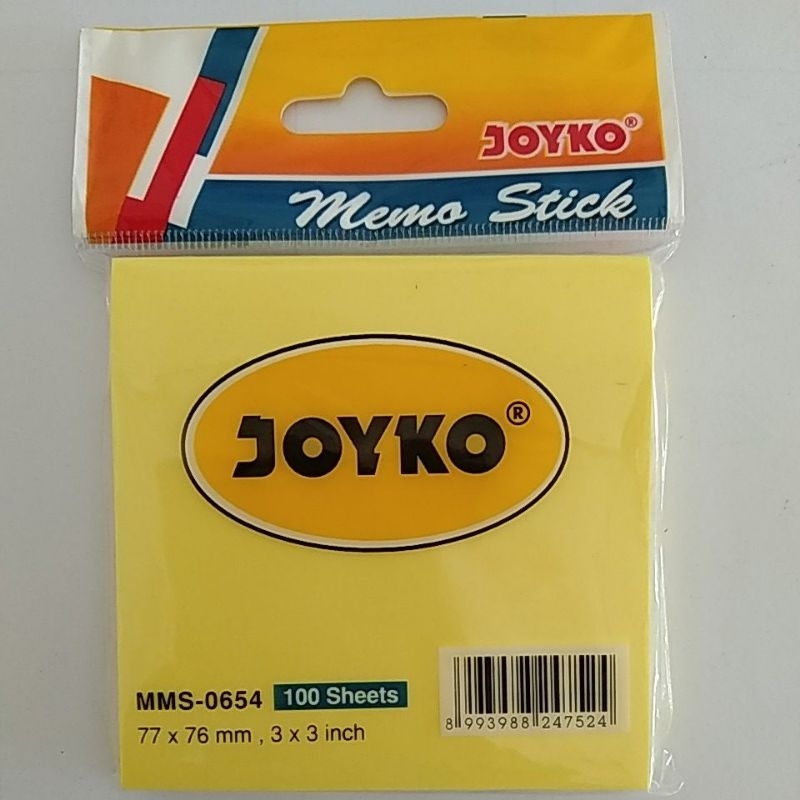 JOYKO®
Memo Stick
JOYKO®
MMS-0654 100 Sheets
77 x 76 mm , 3 x 3 inch
8 993988 247524